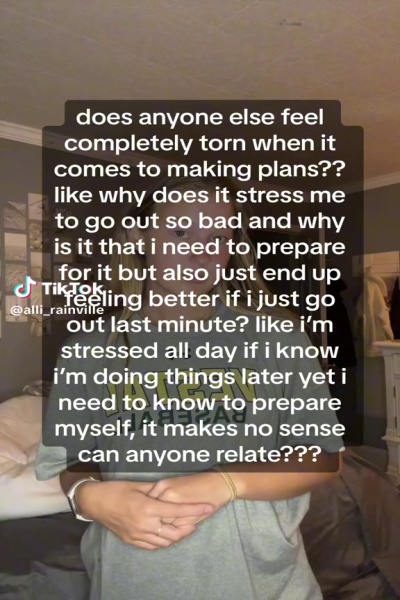 does anyone else feel
completely torn when it
comes to making plans??
like why does it stress me
to go out so bad and why
is it that i need to prepare
for it but also just end up
feeling better if i just go
out last minute? like i'm
stressed all day if i know
i'm doing things later yet i
need to know to prepare
myself, it makes no sense
can anyone relate???
TikTok
@alli_rainville
BASEBALL